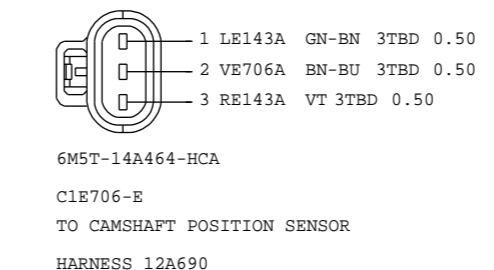 1 LE143A GN-BN 3TBD 0.50
2 VE706A BN-BU 3TBD 0.50
3 RE143A VT 3TBD 0.50
6M5T-14A464-HCA
C1E706-E
TO CAMSHAFT POSITION SENSOR
HARNESS 12A690